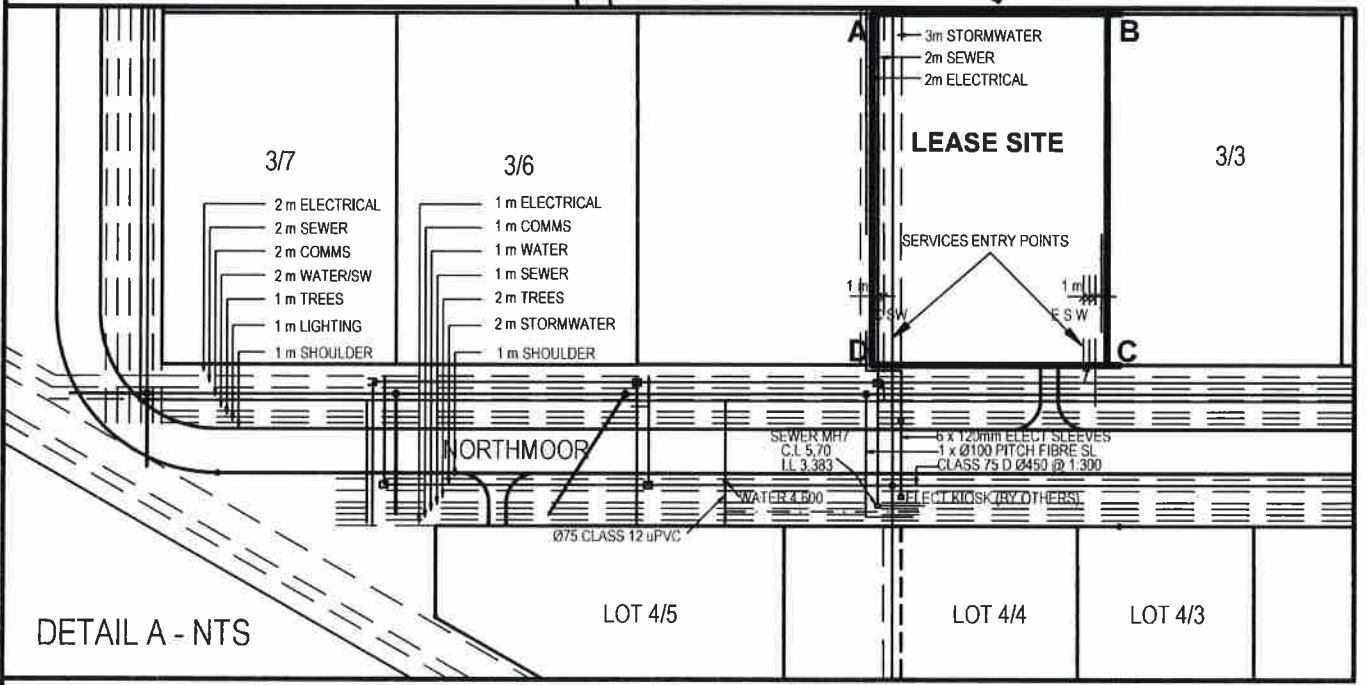 A
B
3m STORMWATER
2m SEWER
2m ELECTRICAL
LEASE SITE
3/7
3/6
3/3
2 m ELECTRICAL
2 m SEWER
2 m COMMS
2 m WATER/SW
1 m TREES
1 m LIGHTING
1 m SHOULDER
1 m ELECTRICAL
1 m COMMS
1 m WATER
1 m SEWER
2 m TREES
2 m STORMWATER
1 m SHOULDER
SERVICES ENTRY POINTS
1 m
1 m
SW
E S W
D
C
NORTHMOOR
SEWER MH7
C.L 5,70
I.L 3.383
6 x 120mm ELECT SLEEVES
1 x Ø100 PITCH FIBRE SL
CLASS 75 D Ø450 @ 1:300
WATER 4.600
ELECT KIOSK (BY OTHERS)
Ø75 CLASS 12 uPVC
LOT 4/5
LOT 4/4
LOT 4/3
DETAIL A - NTS